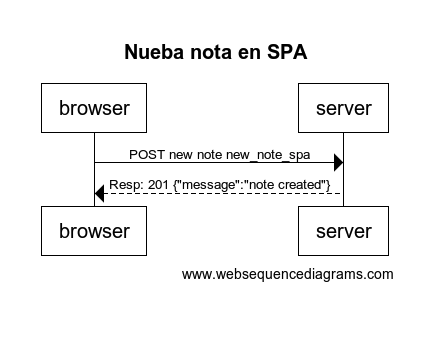 Nueba nota en SPA
browser
server
POST new note new_note_spa
Resp: 201 {"message":"note created"}
browser
server
www.websequencediagrams.com